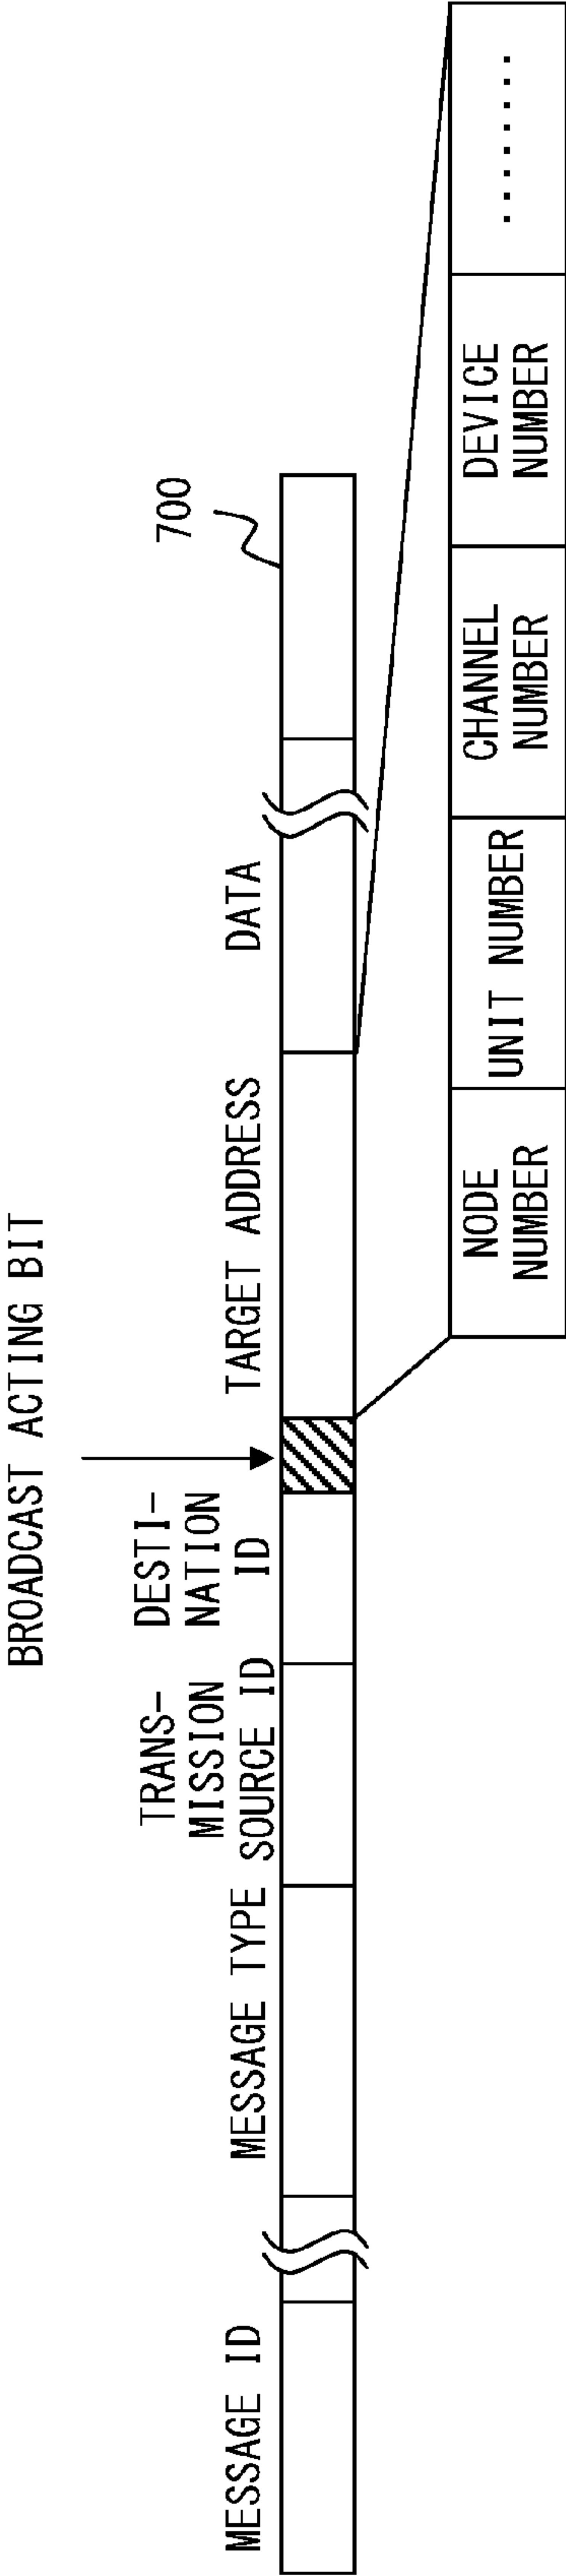 BROADCAST ACTING BIT
700
MESSAGE ID
MESSAGE TYPE
TRANS-
MISSION
SOURCE ID
DESTI-
NATION
ID
TARGET ADDRESS
DATA
NODE
NUMBER
UNIT NUMBER
CHANNEL
NUMBER
DEVICE
NUMBER
........